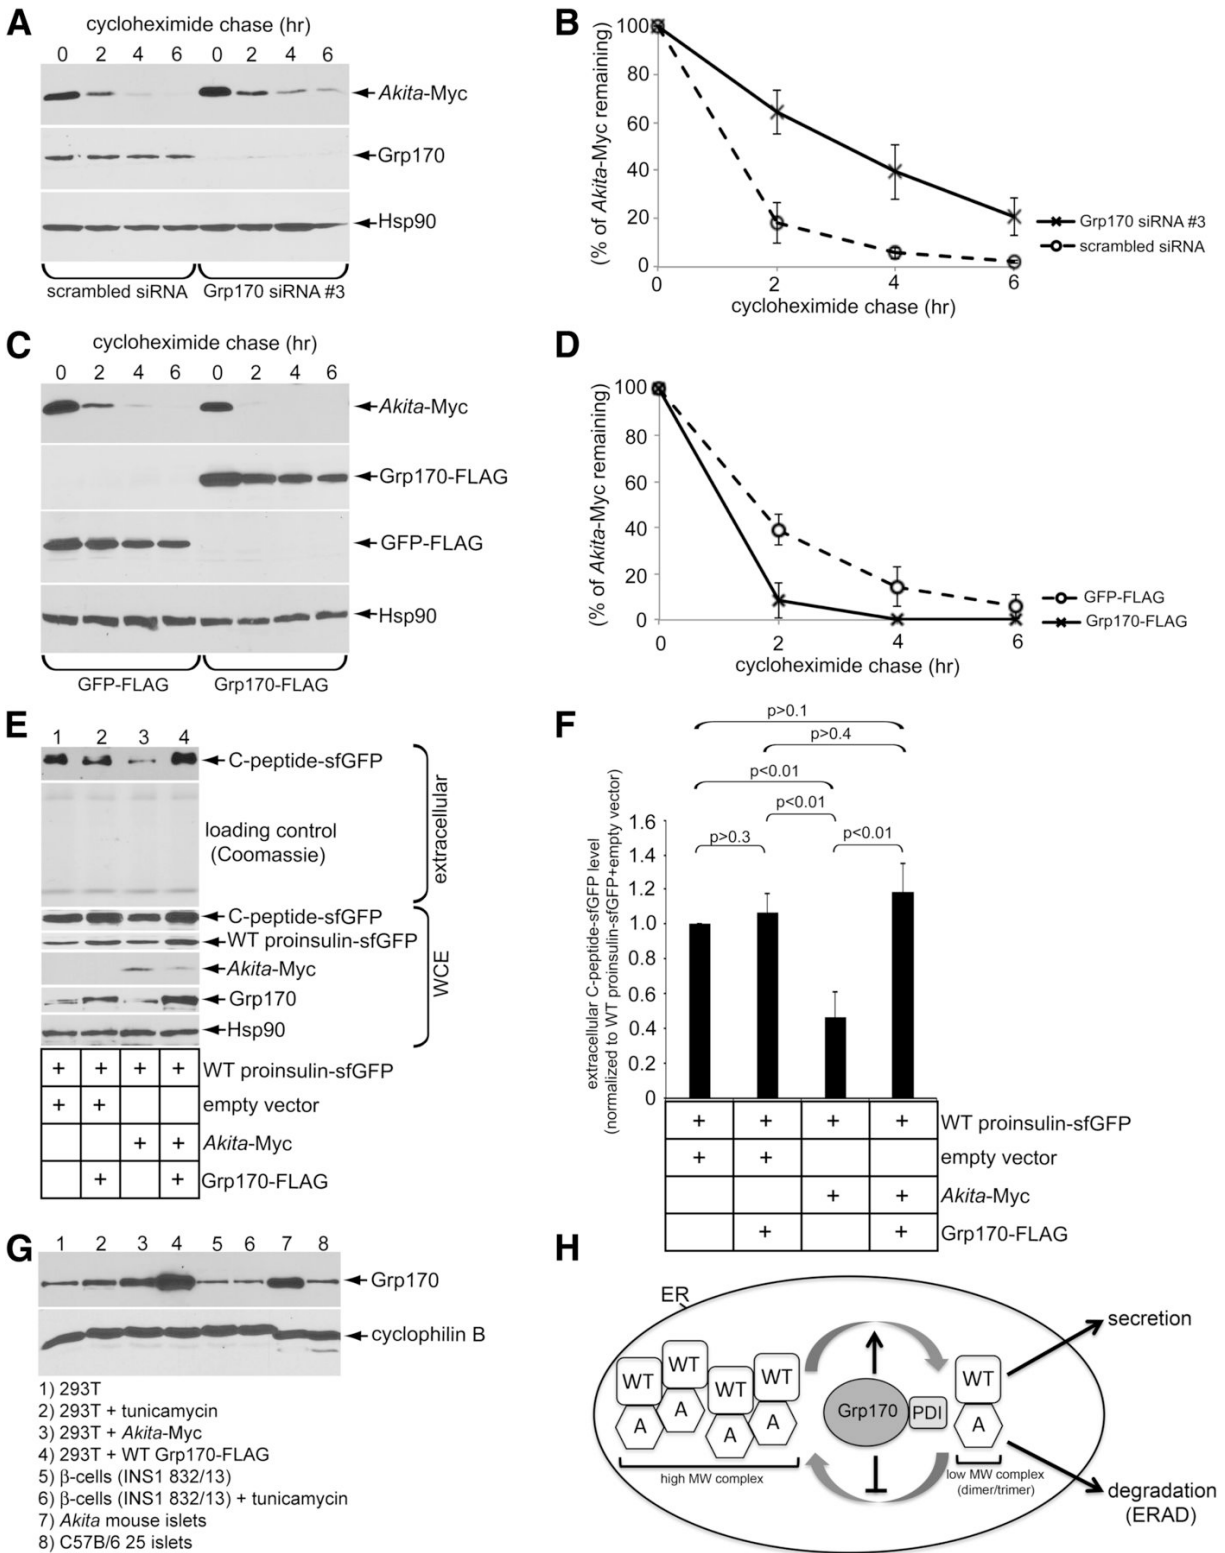 A
cycloheximide chase (hr)
0 2 4 6 0 2 4 6
Akita-Myc
Grp170
Hsp90
scrambled siRNA Grp170 siRNA #3
B
(% of Akita-Myc remaining)
100
80
60
40
20
0
0 2 4 6
cycloheximide chase (hr)
Grp170 siRNA #3
scrambled siRNA
C
cycloheximide chase (hr)
0 2 4 6 0 2 4 6
Akita-Myc
Grp170-FLAG
GFP-FLAG
Hsp90
GFP-FLAG Grp170-FLAG
D
(% of Akita-Myc remaining)
100
80
60
40
20
0
0 2 4 6
cycloheximide chase (hr)
GFP-FLAG
Grp170-FLAG
E
1 2 3 4
C-peptide-sfGFP
loading control
(Coomassie)
extracellular
C-peptide-sfGFP
WT proinsulin-sfGFP
Akita-Myc
Grp170
Hsp90
WCE
+ + + + WT proinsulin-sfGFP
+ + empty vector
+ + Akita-Myc
+ + Grp170-FLAG
F
p>0.1
p>0.4
p<0.01
p<0.01
p>0.3
p<0.01
extracellular C-peptide-sfGFP level
(normalized to WT proinsulin-sfGFP+empty vector)
1.6
1.4
1.2
1.0
0.8
0.6
0.4
0.2
0
+ + + + WT proinsulin-sfGFP
+ + empty vector
+ + Akita-Myc
+ + Grp170-FLAG
G
1 2 3 4 5 6 7 8
Grp170
cyclophilin B
1) 293T
2) 293T + tunicamycin
3) 293T + Akita-Myc
4) 293T + WT Grp170-FLAG
5) β-cells (INS1 832/13)
6) β-cells (INS1 832/13) + tunicamycin
7) Akita mouse islets
8) C57B/6 25 islets
H
ER
WT WT WT WT
A A A A
high MW complex
Grp170 PDI
WT
A
low MW complex
(dimer/trimer)
secretion
degradation
(ERAD)